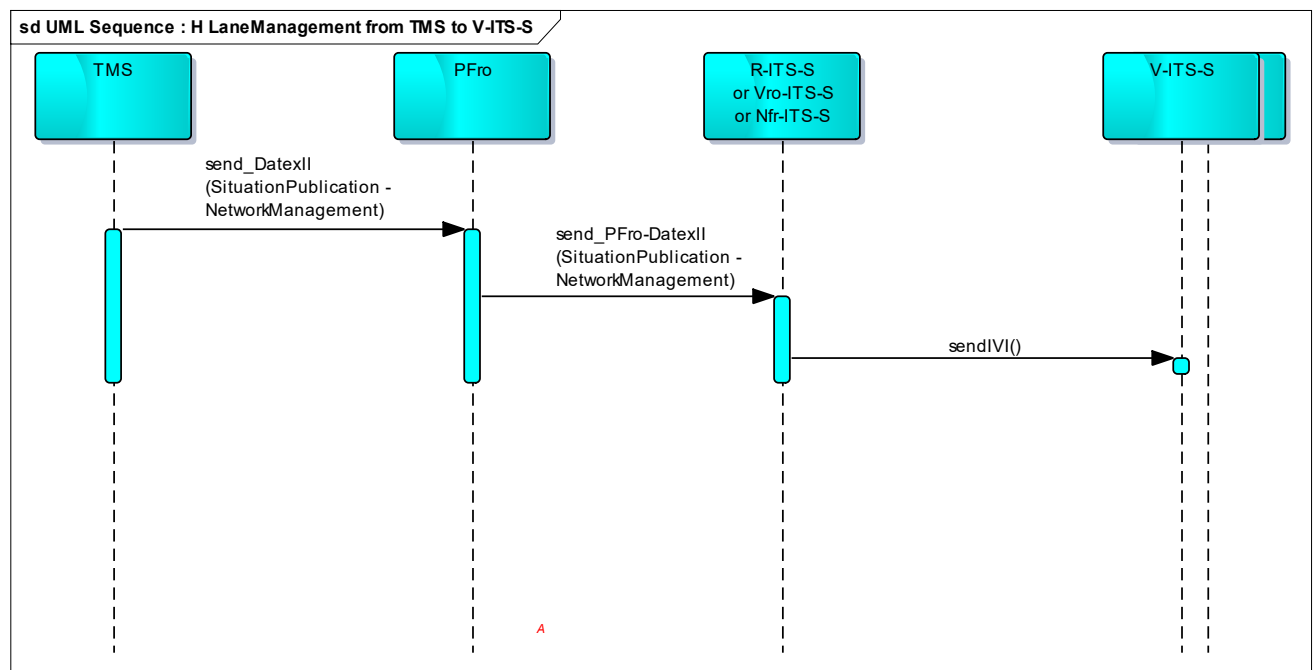 sd UML Sequence : H LaneManagement from TMS to V-ITS-S
TMS
PFro
R-ITS-S
or Vro-ITS-S
or Nfr-ITS-S
V-ITS-S
send_DatexII
(SituationPublication -
NetworkManagement)
send_PFro-DatexII
(SituationPublication -
NetworkManagement)
sendIVI()
A